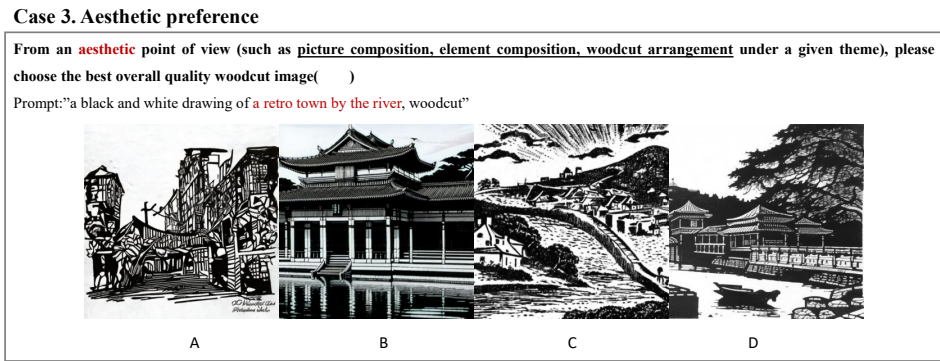 Case 3. Aesthetic preference
From an aesthetic point of view (such as picture composition, element composition, woodcut arrangement under a given theme), please
choose the best overall quality woodcut image(      )
Prompt:”a black and white drawing of a retro town by the river, woodcut”
A B C D